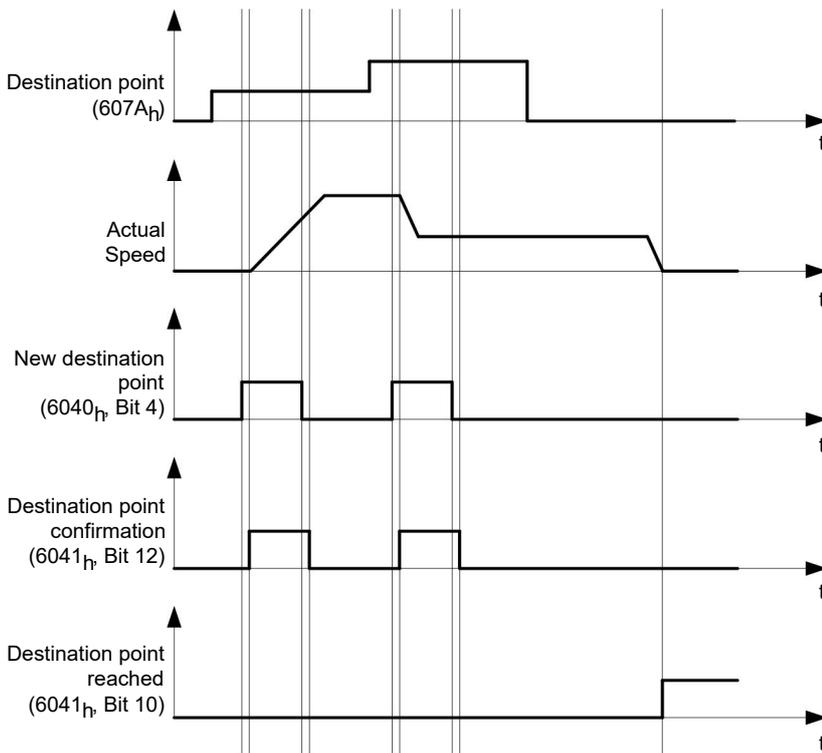 Destination point
(607Ah)
t
Actual
Speed
t
New destination
point
(6040h, Bit 4)
t
Destination point
confirmation
(6041h, Bit 12)
t
Destination point
reached
(6041h, Bit 10)
t